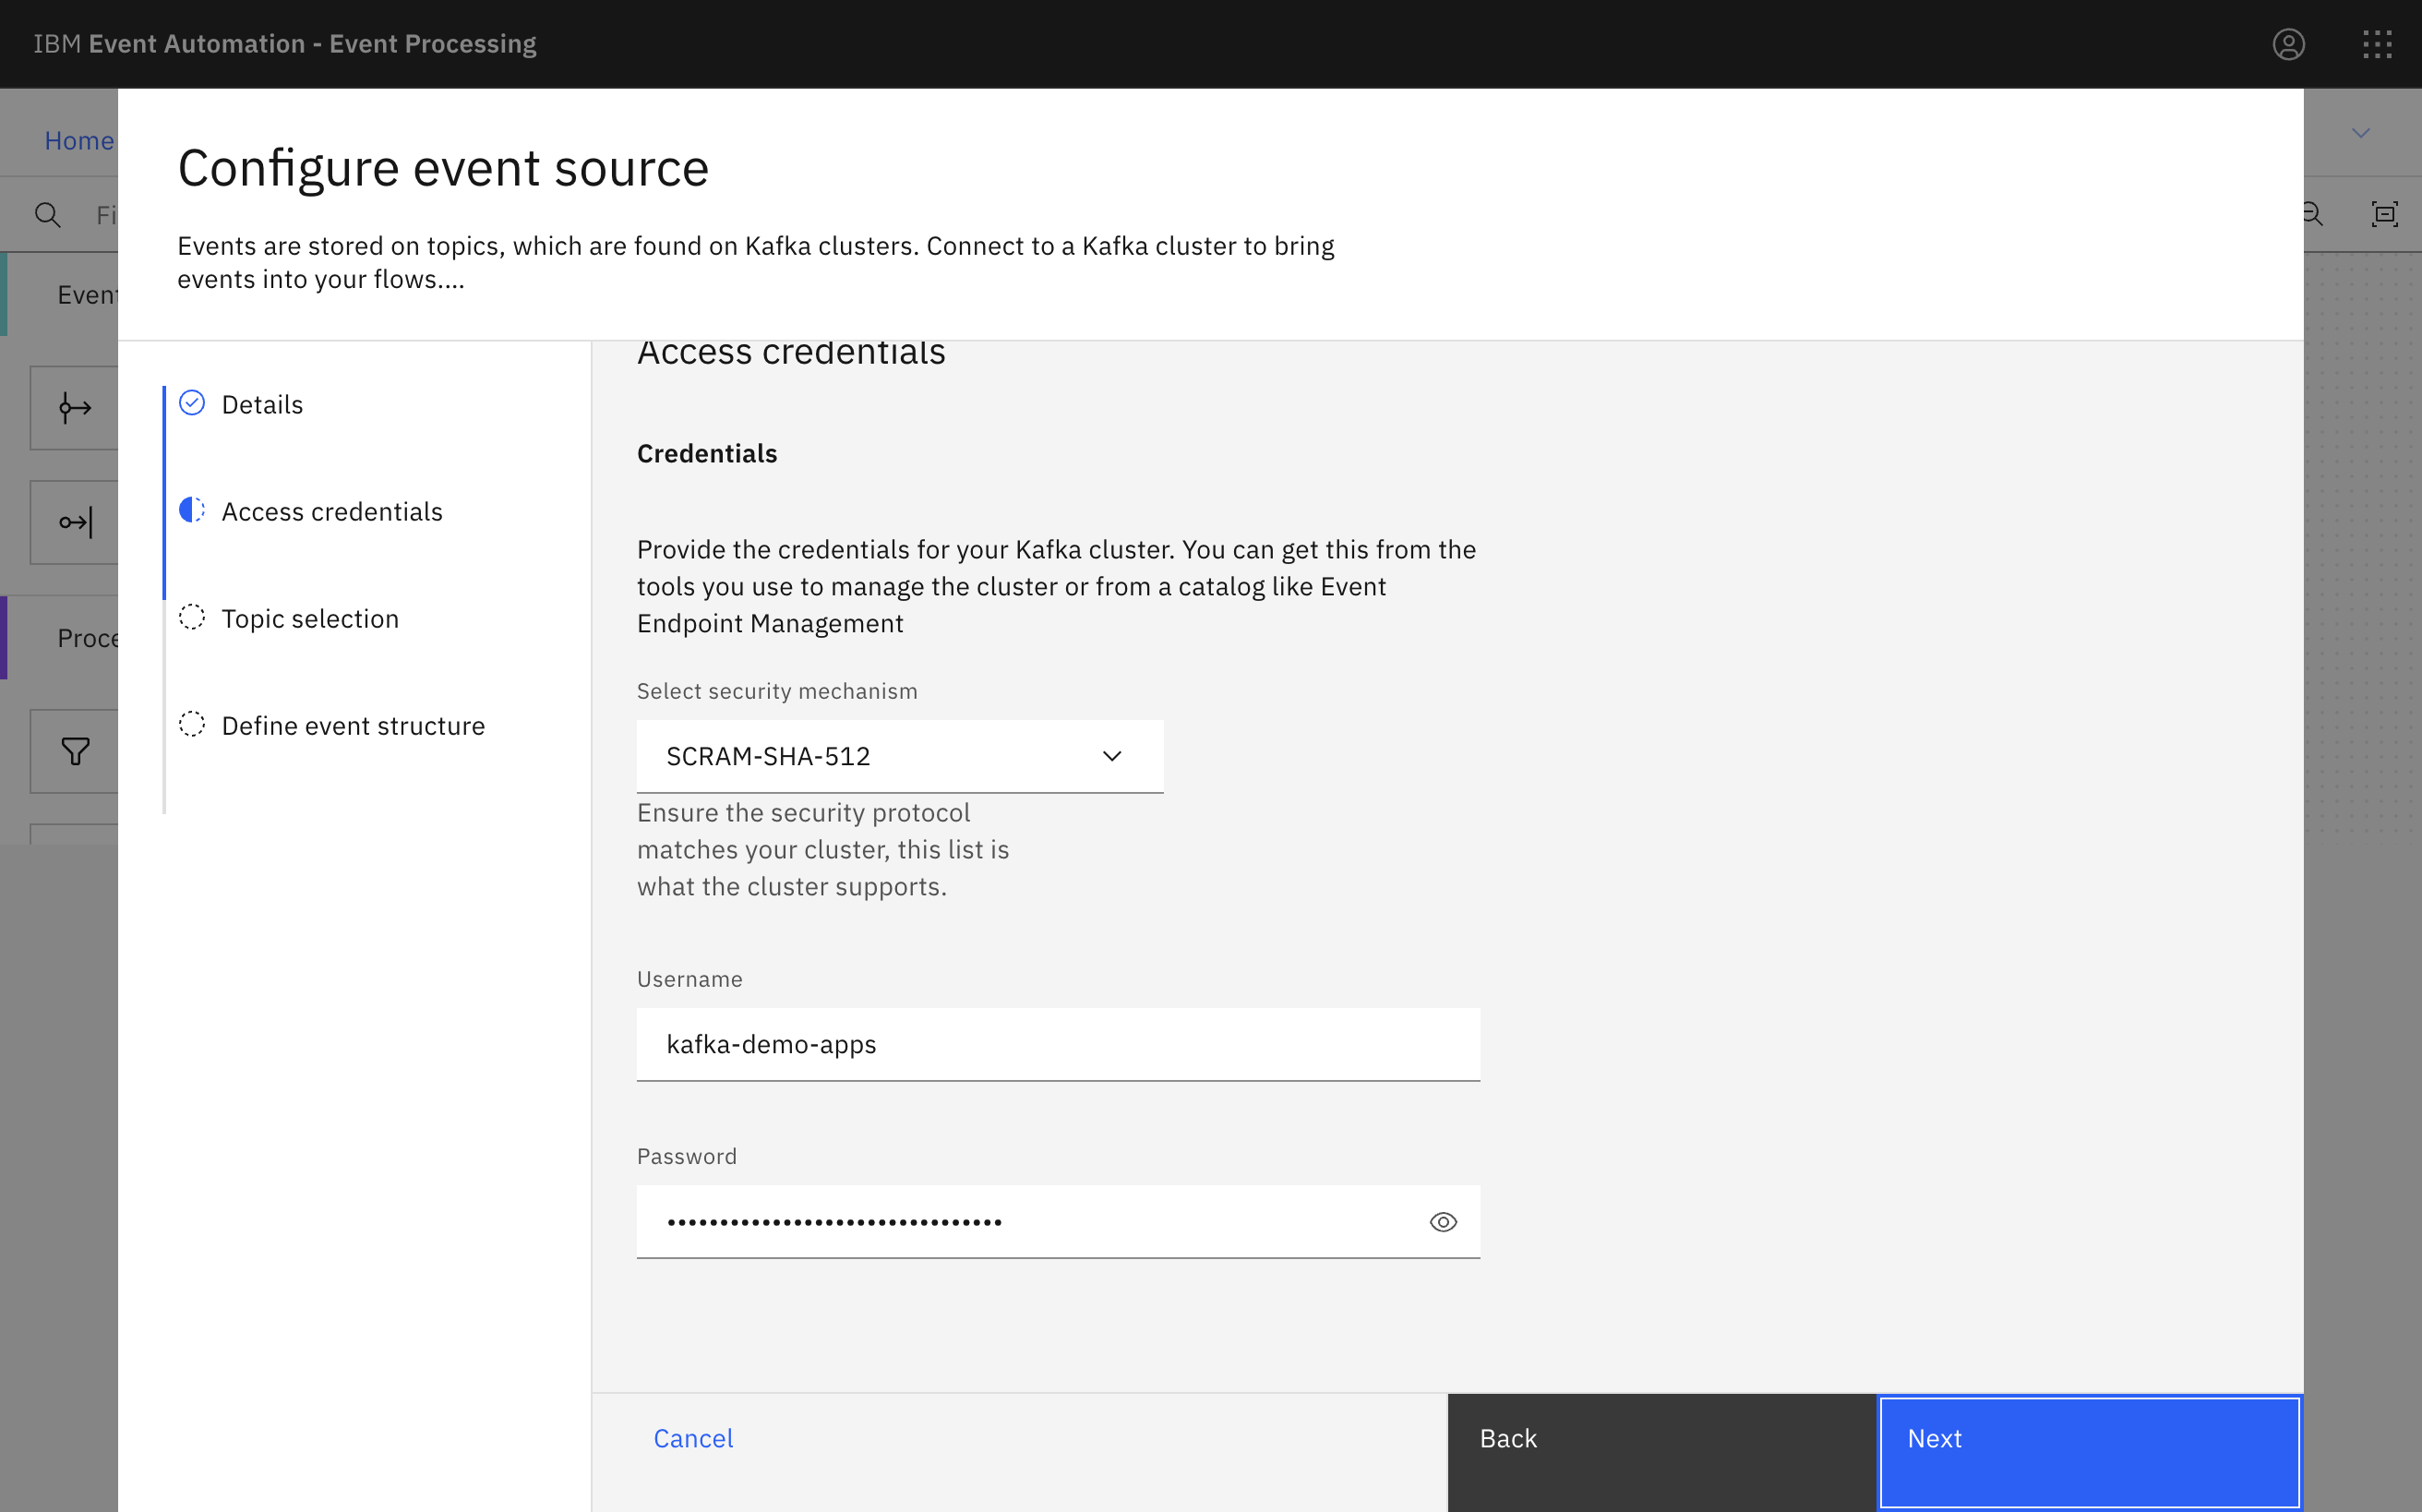 IBM Event Automation - Event Processing
Home
Configure event source
Events are stored on topics, which are found on Kafka clusters. Connect to a Kafka cluster to bring
events into your flows....
Details
Access credentials
Topic selection
Define event structure
Access credentials
Credentials
Provide the credentials for your Kafka cluster. You can get this from the
tools you use to manage the cluster or from a catalog like Event
Endpoint Management
Select security mechanism
SCRAM-SHA-512
Ensure the security protocol
matches your cluster, this list is
what the cluster supports.
Username
kafka-demo-apps
Password
••••••••••••••••••••••••••••••••
Cancel
Back
Next